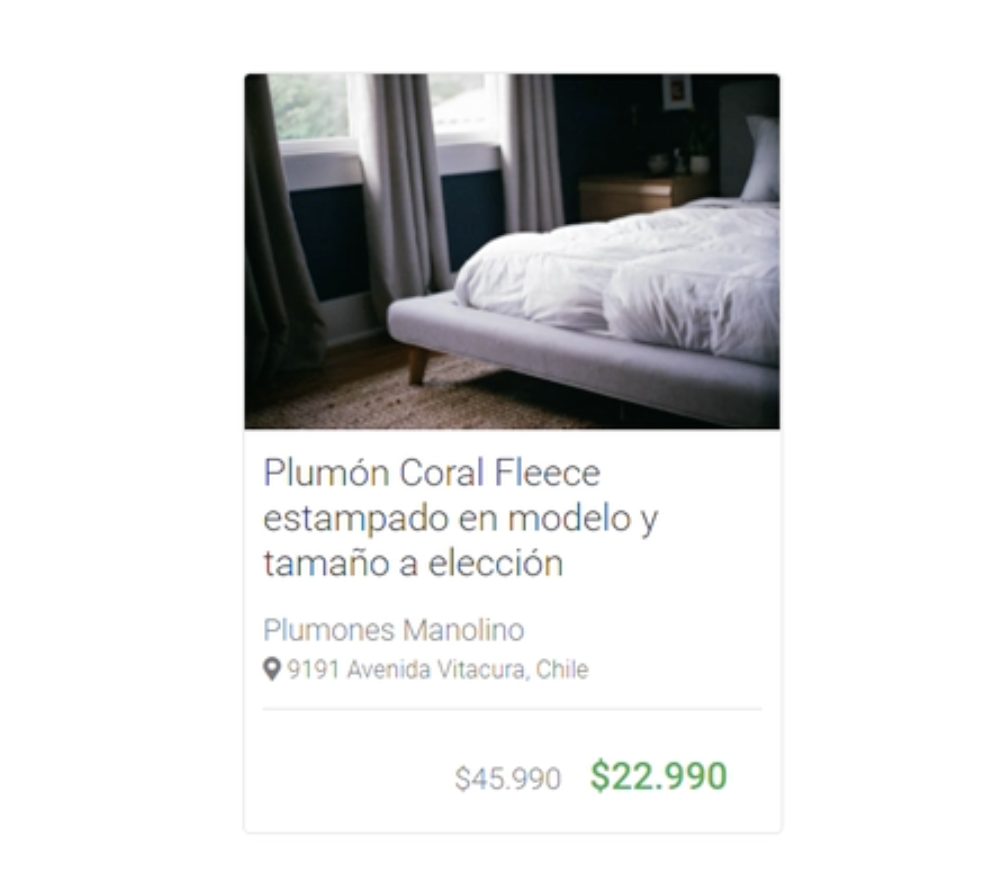 Plumón Coral Fleece
estampado en modelo y
tamaño a elección
Plumones Manolino
9191 Avenida Vitacura, Chile
$45.990 $22.990